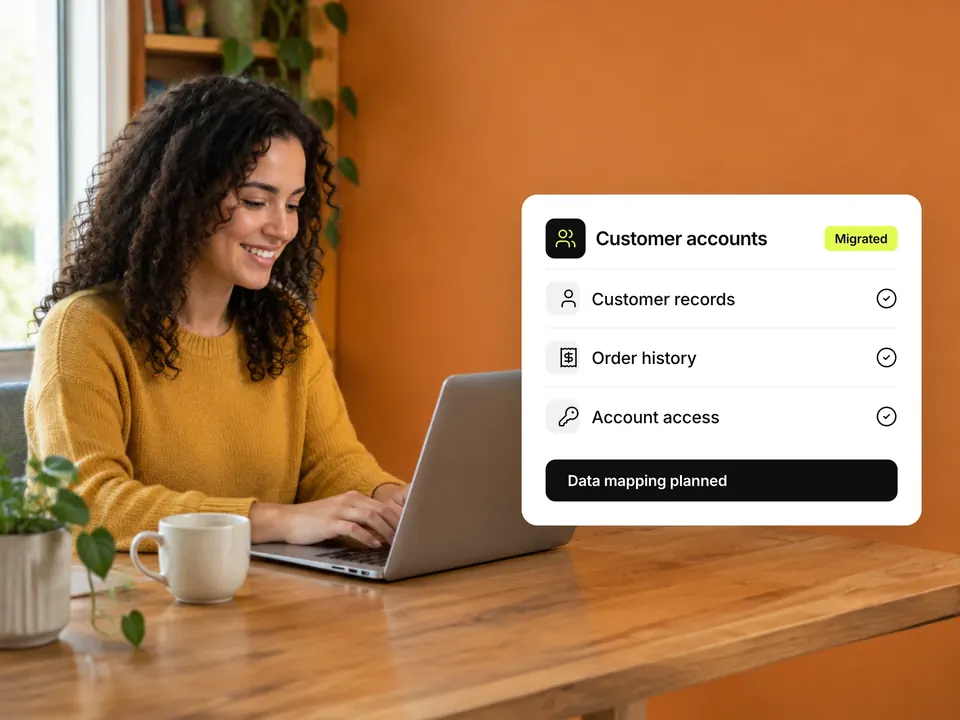 Customer accounts
Migrated
Customer records
Order history
Account access
Data mapping planned